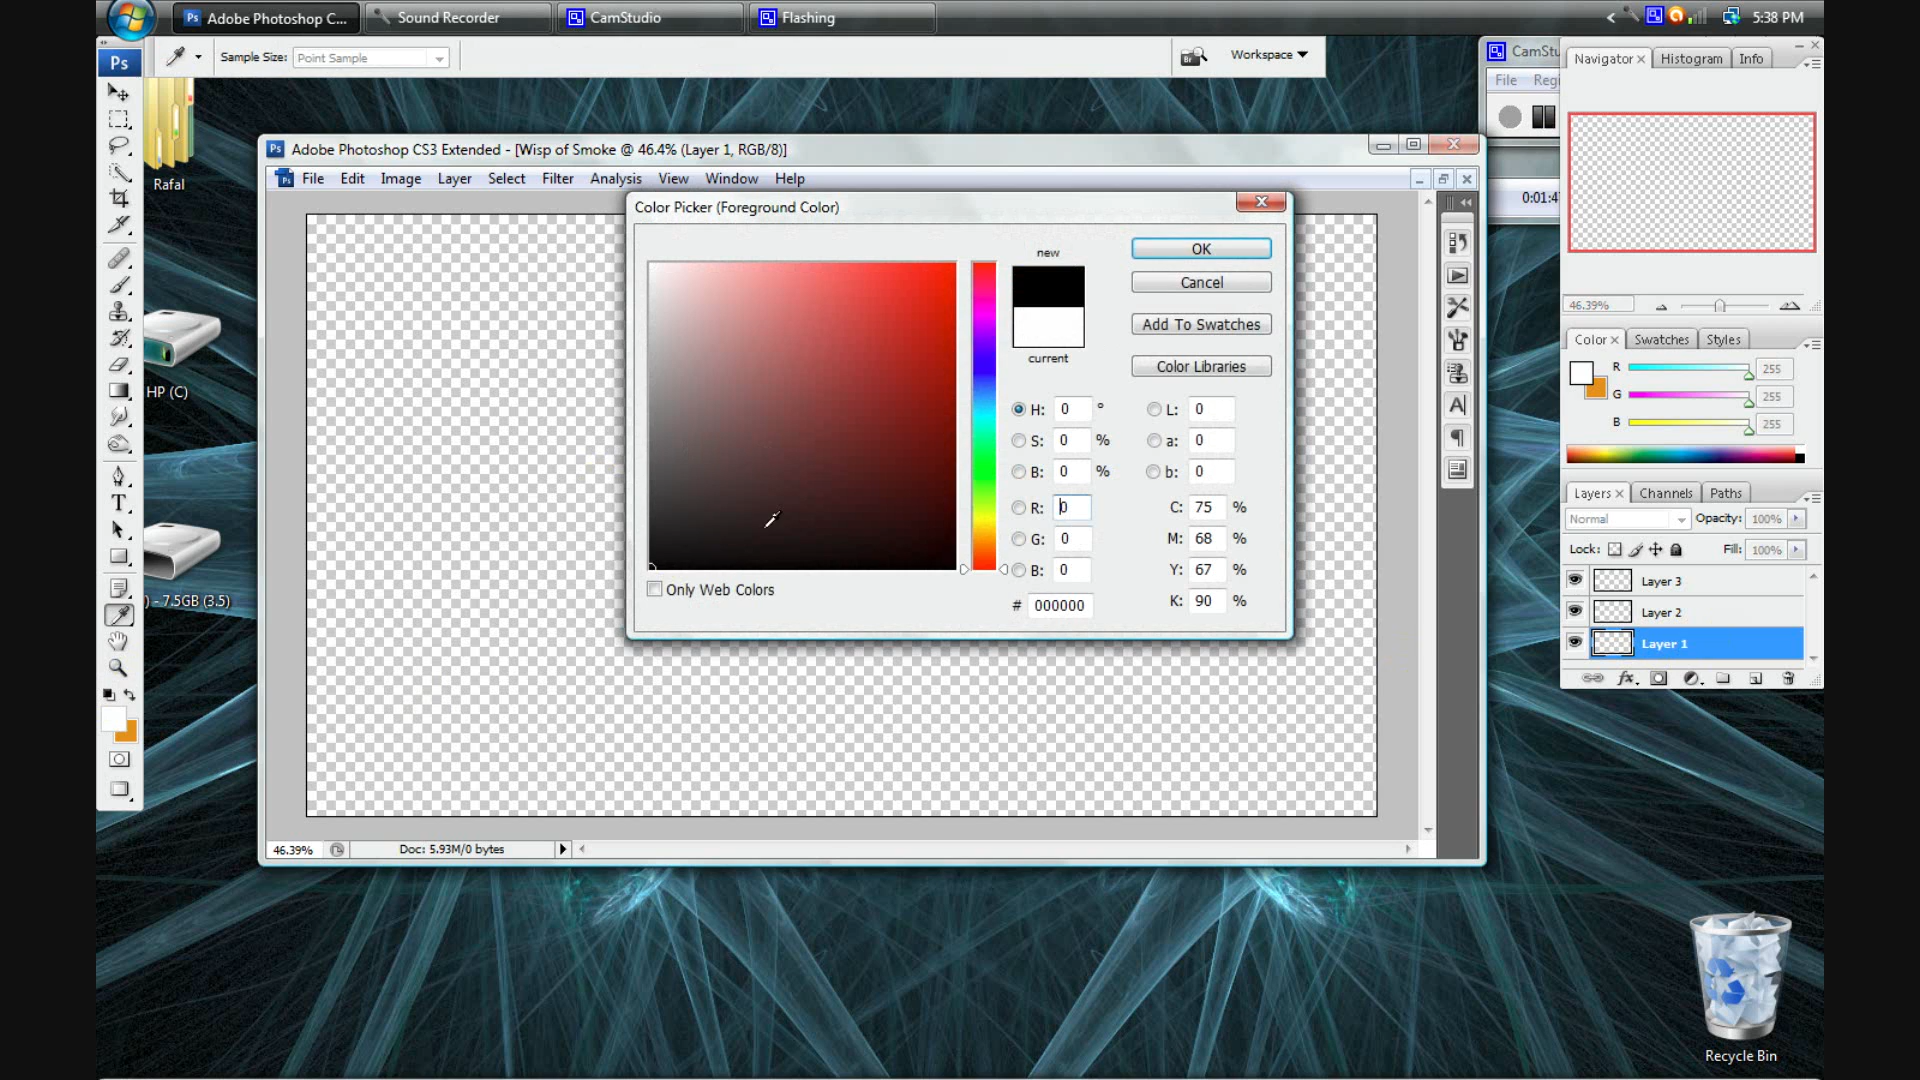 Adobe Photoshop C...
Sound Recorder
CamStudio
Flashing
5:38 PM
Ps
Sample Size:
Point Sample
Workspace
CamStu
File
Regi
0:01:4
Navigator
Histogram
Info
46.39%
Rafal
HP (C)
) - 7.5GB (3.5)
Adobe Photoshop CS3 Extended - [Wisp of Smoke @ 46.4% (Layer 1, RGB/8)]
File Edit Image Layer Select Filter Analysis View Window Help
Color Picker (Foreground Color)
new
current
OK
Cancel
Add To Swatches
Color Libraries
H: 0 °
S: 0 %
B: 0 %
R: 0
G: 0
B: 0
# 000000
L: 0
a: 0
b: 0
C: 75 %
M: 68 %
Y: 67 %
K: 90 %
Only Web Colors
46.39%
Doc: 5.93M/0 bytes
Color
Swatches
Styles
R 255
G 255
B 255
Layers
Channels
Paths
Normal
Opacity: 100%
Lock:
Fill: 100%
Layer 3
Layer 2
Layer 1
Recycle Bin